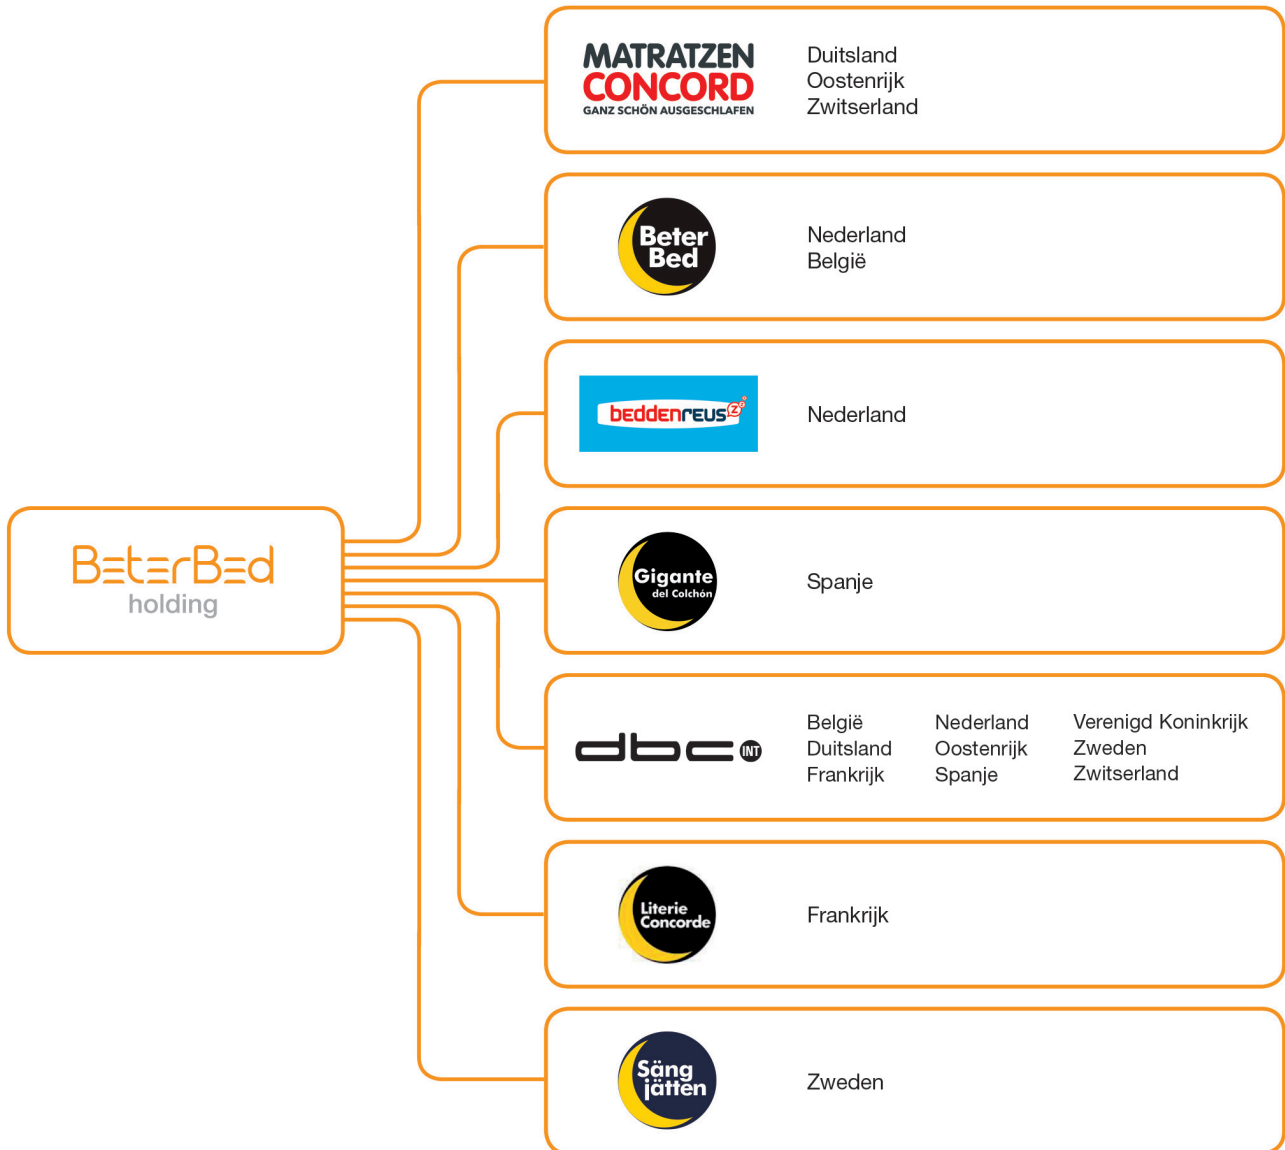 BeterBed
holding
MATRATZEN
CONCORD
GANZ SCHÖN AUSGESCHLAFEN
Duitsland
Oostenrijk
Zwitserland
Beter
Bed
Nederland
België
beddenreus
z z z
Nederland
Gigante
del Colchón
Spanje
dbc INT
België
Duitsland
Frankrijk
Nederland
Oostenrijk
Spanje
Verenigd Koninkrijk
Zweden
Zwitserland
Literie
Concorde
Frankrijk
Säng
jätten
Zweden